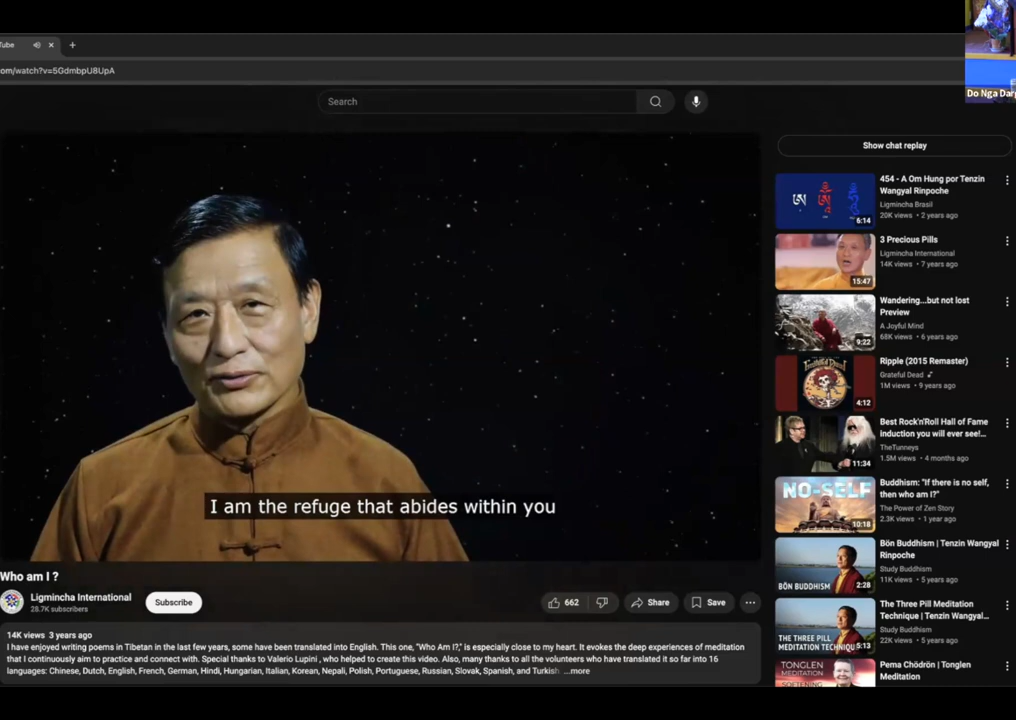 Tube
com/watch?v=5GdmbpU8UpA
Search
Do Nga Darg
Show chat replay
I am the refuge that abides within you
Who am I ?
Ligmincha International
28.7K subscribers
Subscribe
662
Share
Save
14K views 3 years ago
I have enjoyed writing poems in Tibetan in the last few years, some have been translated into English. This one, "Who Am I?," is especially close to my heart. It evokes the deep experiences of meditation
that I continuously aim to practice and connect with. Special thanks to Valerio Lupini , who helped to create this video. Also, many thanks to all the volunteers who have translated it so far into 16
languages: Chinese, Dutch, English, French, German, Hindi, Hungarian, Italian, Korean, Nepali, Polish, Portuguese, Russian, Slovak, Spanish, and Turkish ...more
6:14
454 - A Om Hung por Tenzin
Wangyal Rinpoche
Ligmincha Brasil
20K views • 2 years ago
15:47
3 Precious Pills
Ligmincha International
14K views • 7 years ago
9:22
Wandering...but not lost
Preview
A Joyful Mind
68K views • 6 years ago
4:12
Ripple (2015 Remaster)
Grateful Dead
1M views • 9 years ago
11:34
Best Rock'n'Roll Hall of Fame
induction you will ever see!...
TheTunneys
1.5M views • 4 months ago
NO-SELF
10:18
Buddhism: "If there is no self,
then who am I?"
The Power of Zen Story
2.3K views • 1 year ago
BÖN BUDDHISM
2:28
Bön Buddhism | Tenzin Wangyal
Rinpoche
Study Buddhism
11K views • 5 years ago
THE THREE PILL
MEDITATION TECHNIQU
5:13
The Three Pill Meditation
Technique | Tenzin Wangyal...
Study Buddhism
22K views • 5 years ago
TONGLEN
MEDITATION
Pema Chödrön | Tonglen
Meditation